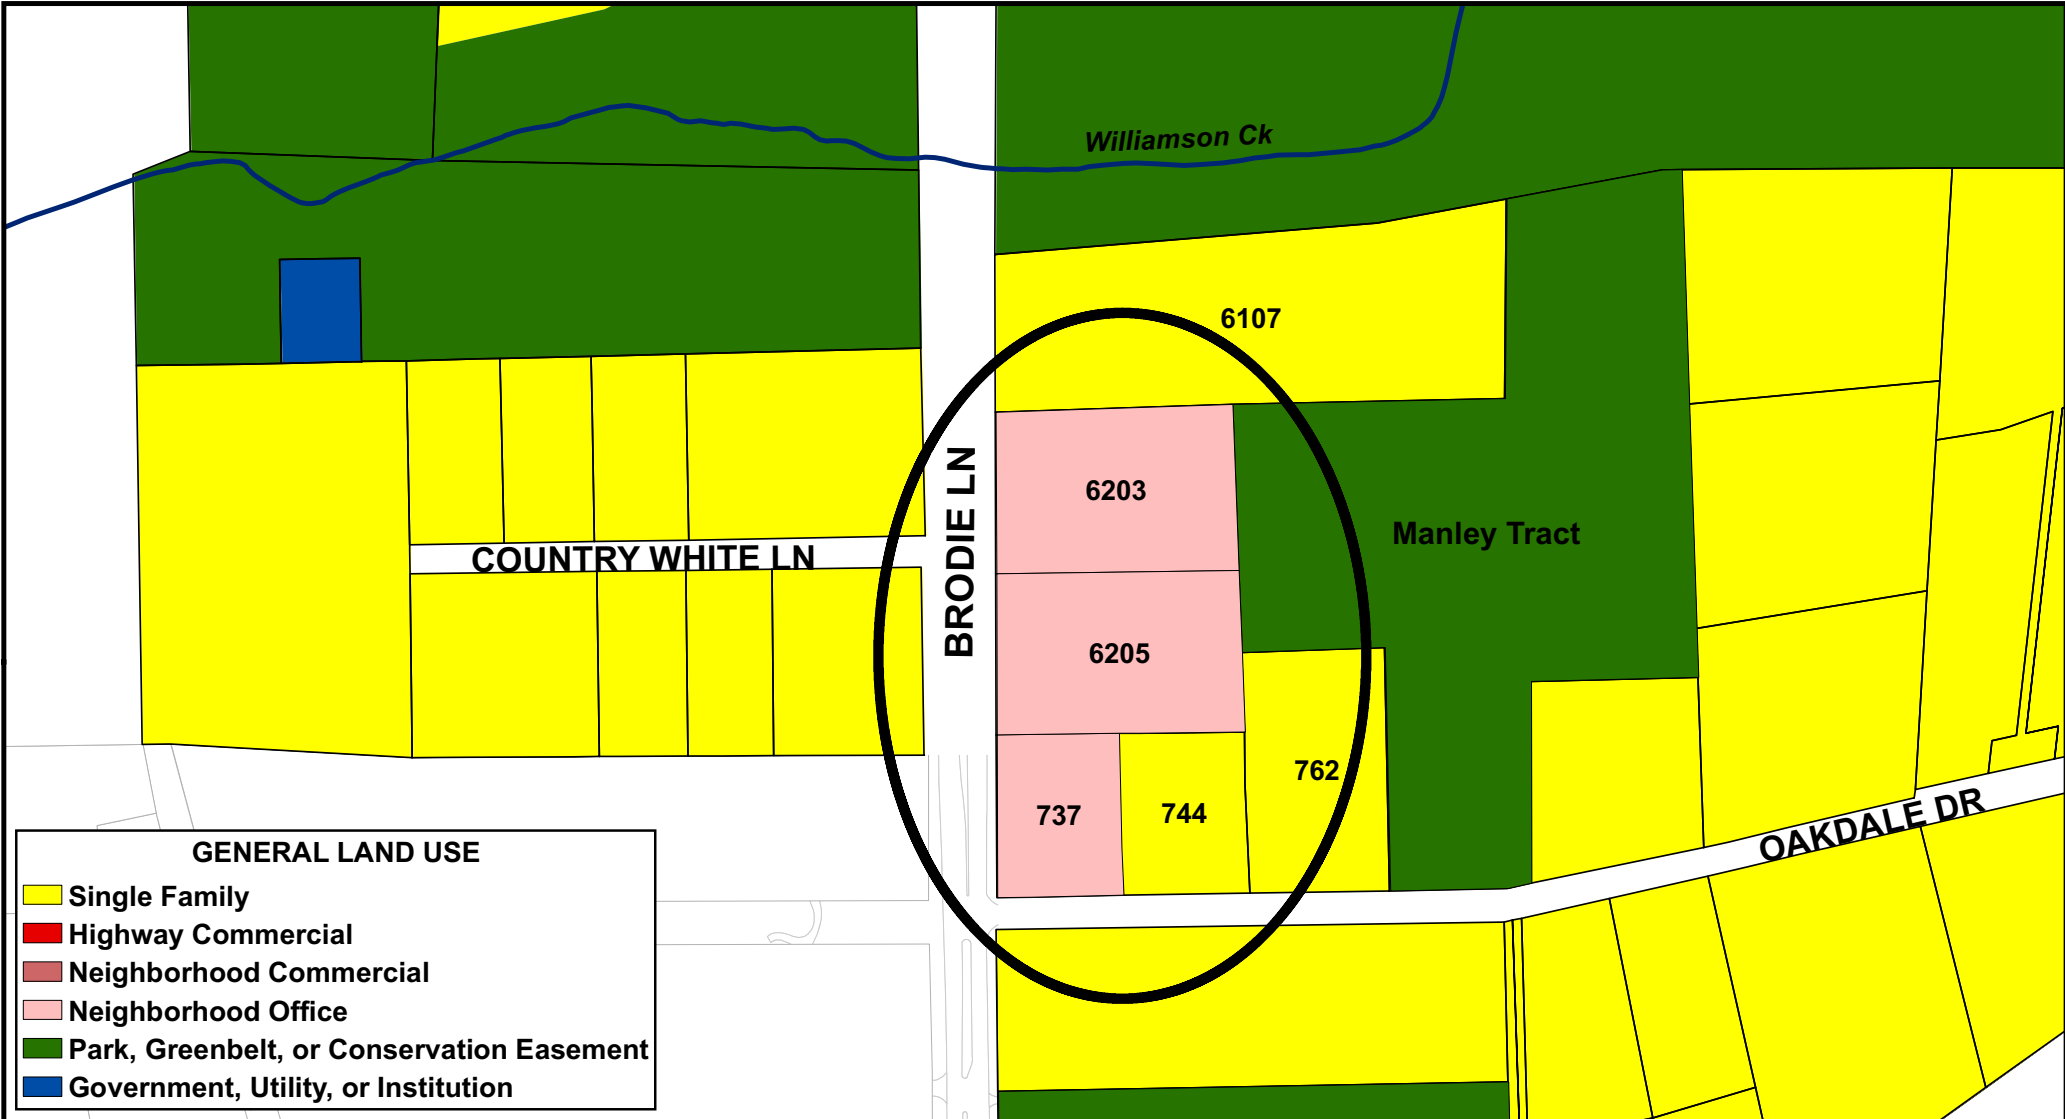 Williamson Ck
6107
6203
Manley Tract
COUNTRY WHITE LN
BRODIE LN
6205
762
737
744
OAKDALE DR
GENERAL LAND USE
Single Family
Highway Commercial
Neighborhood Commercial
Neighborhood Office
Park, Greenbelt, or Conservation Easement
Government, Utility, or Institution